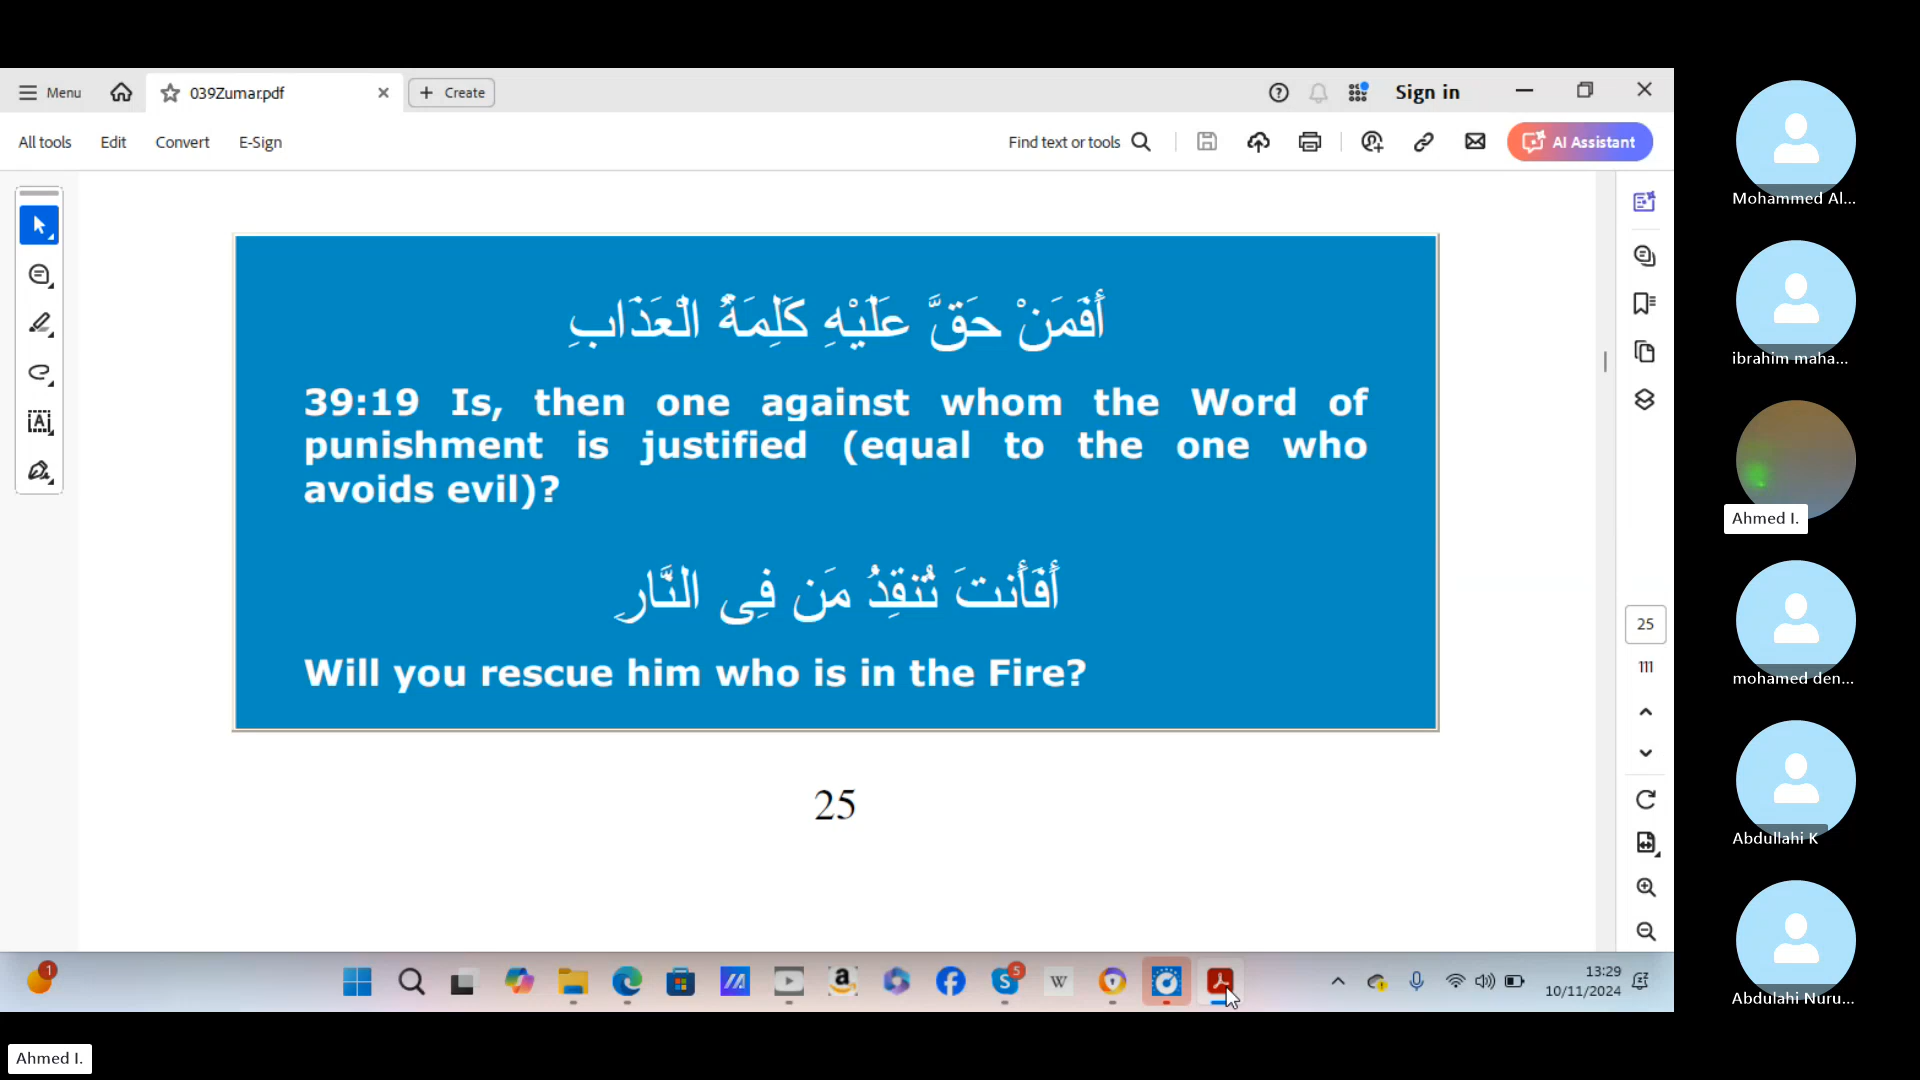 Menu
039Zumar.pdf
Create
Sign in
All tools
Edit
Convert
E-Sign
Find text or tools
AI Assistant
أَفَمَنْ حَقَّ عَلَيْهِ كَلِمَةُ الْعَذَابِ
39:19 Is, then one against whom the Word of
punishment is justified (equal to the one who
avoids evil)?
أَفَأَنتَ تُنقِذُ مَن فِى النَّارِ
Will you rescue him who is in the Fire?
25
25
111
13:29
10/11/2024
1
5
Mohammed Al...
ibrahim maha...
Ahmed I.
mohamed den...
Abdullahi K
Abdulahi Nuru...
Ahmed I.